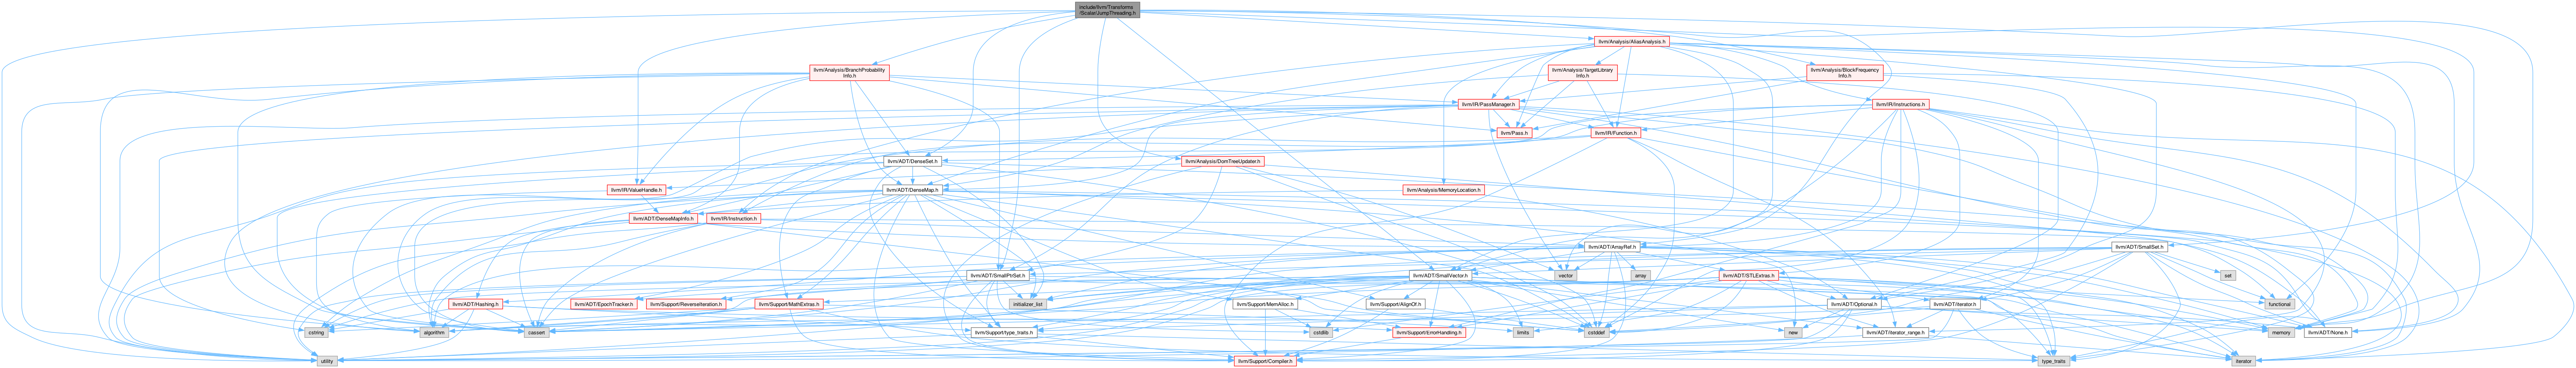 include/llvm/Transforms
/Scalar/JumpThreading.h
llvm/Analysis/AliasAnalysis.h
llvm/Analysis/BranchProbability
Info.h
llvm/Analysis/TargetLibrary
Info.h
llvm/Analysis/BlockFrequency
Info.h
llvm/IR/PassManager.h
llvm/IR/Instructions.h
llvm/Pass.h
llvm/IR/Function.h
llvm/ADT/DenseSet.h
llvm/Analysis/DomTreeUpdater.h
llvm/IR/ValueHandle.h
llvm/ADT/DenseMap.h
llvm/Analysis/MemoryLocation.h
llvm/ADT/DenseMapInfo.h
llvm/IR/Instruction.h
llvm/ADT/ArrayRef.h
llvm/ADT/SmallSet.h
llvm/ADT/SmallPtrSet.h
llvm/ADT/SmallVector.h
vector
array
llvm/ADT/STLExtras.h
set
llvm/ADT/Hashing.h
llvm/ADT/EpochTracker.h
llvm/Support/ReverseIteration.h
llvm/Support/MathExtras.h
initializer_list
llvm/Support/MemAlloc.h
llvm/Support/AlignOf.h
llvm/ADT/Optional.h
llvm/ADT/iterator.h
functional
cstring
algorithm
cassert
llvm/Support/type_traits.h
cstdlib
llvm/Support/ErrorHandling.h
limits
cstddef
new
llvm/ADT/iterator_range.h
memory
llvm/ADT/None.h
utility
llvm/Support/Compiler.h
type_traits
iterator